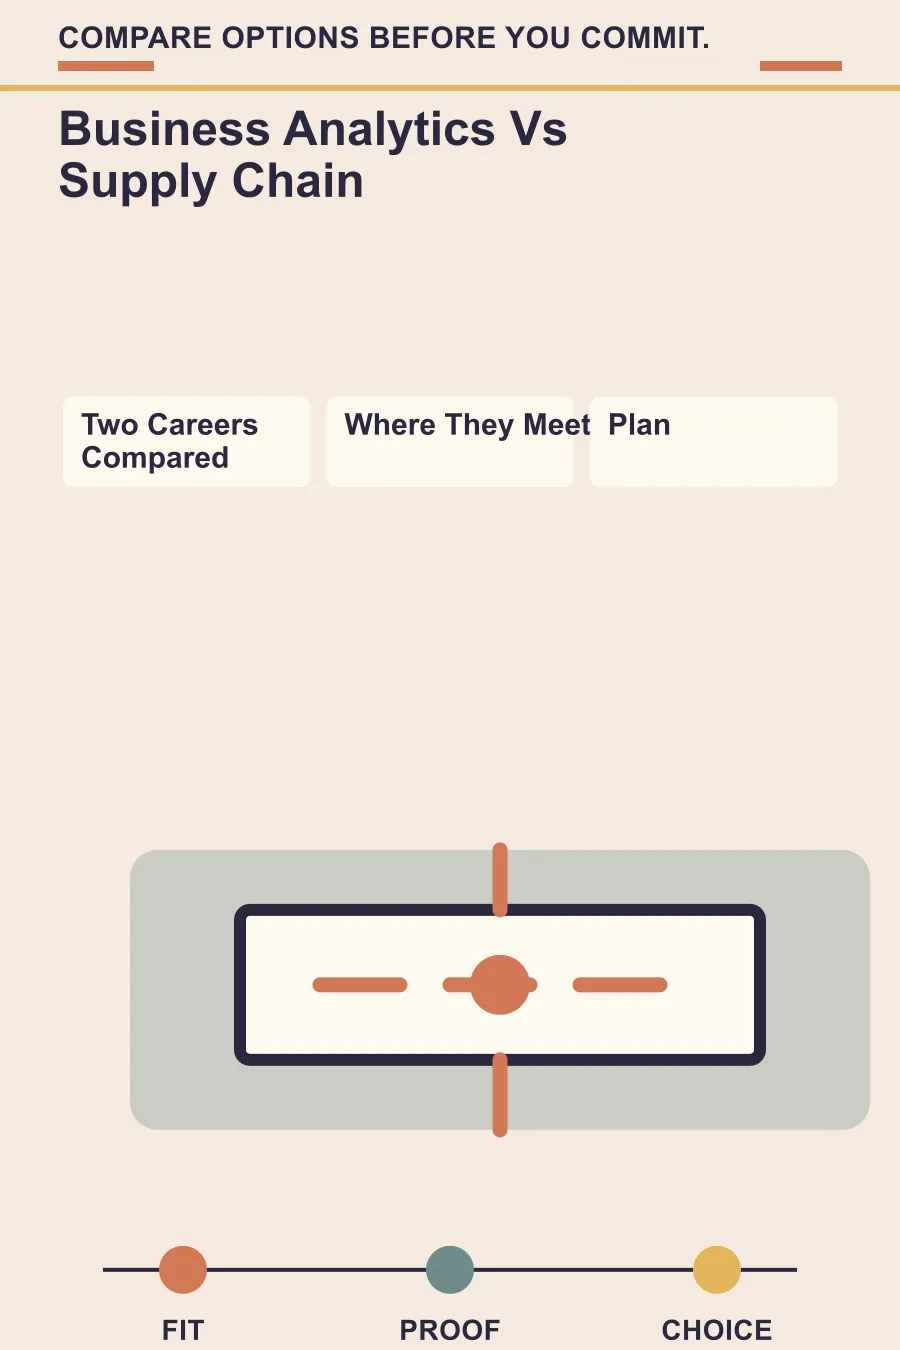 COMPARE OPTIONS BEFORE YOU COMMIT.
Business Analytics Vs
Supply Chain
Two Careers
Compared
Where They Meet
Plan
FIT
PROOF
CHOICE